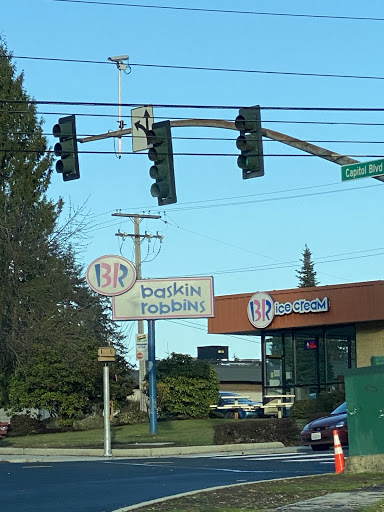 Capitol Blvd
BR
baskin
robbins
BR ice cream